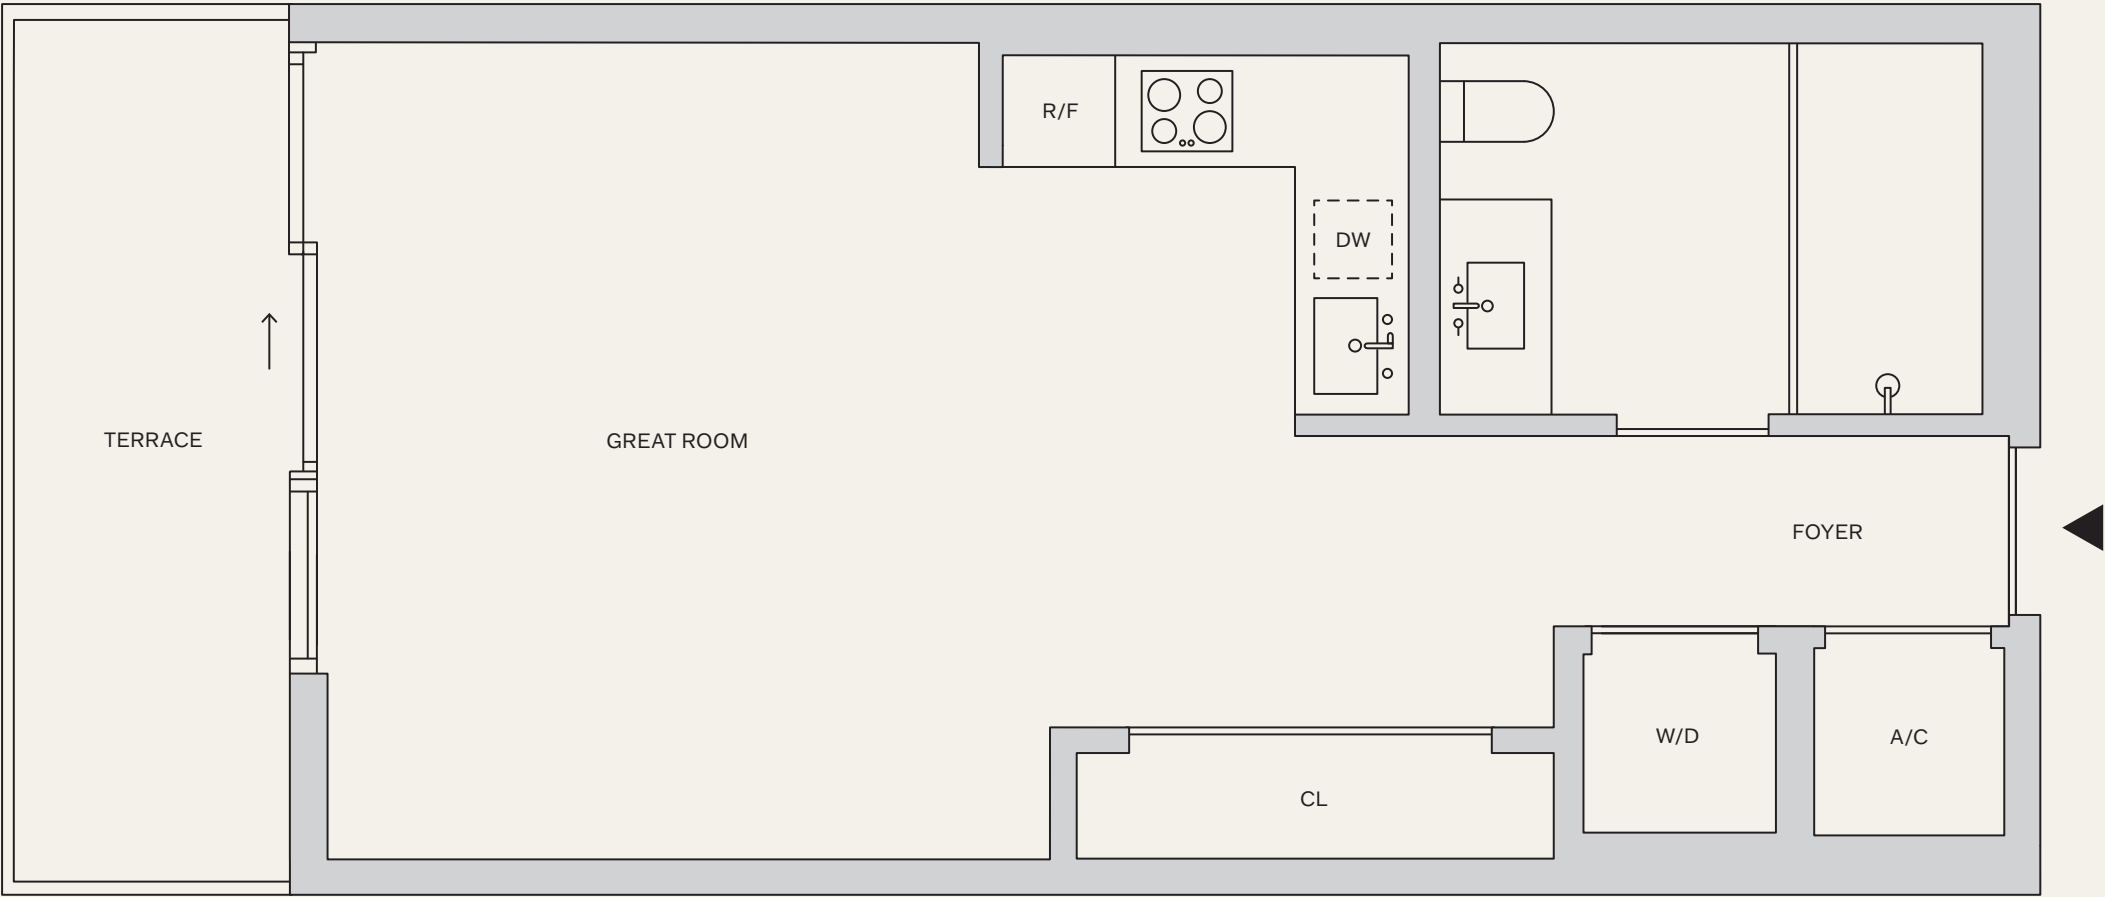 R/F
DW
TERRACE
GREAT ROOM
FOYER
W/D
A/C
CL